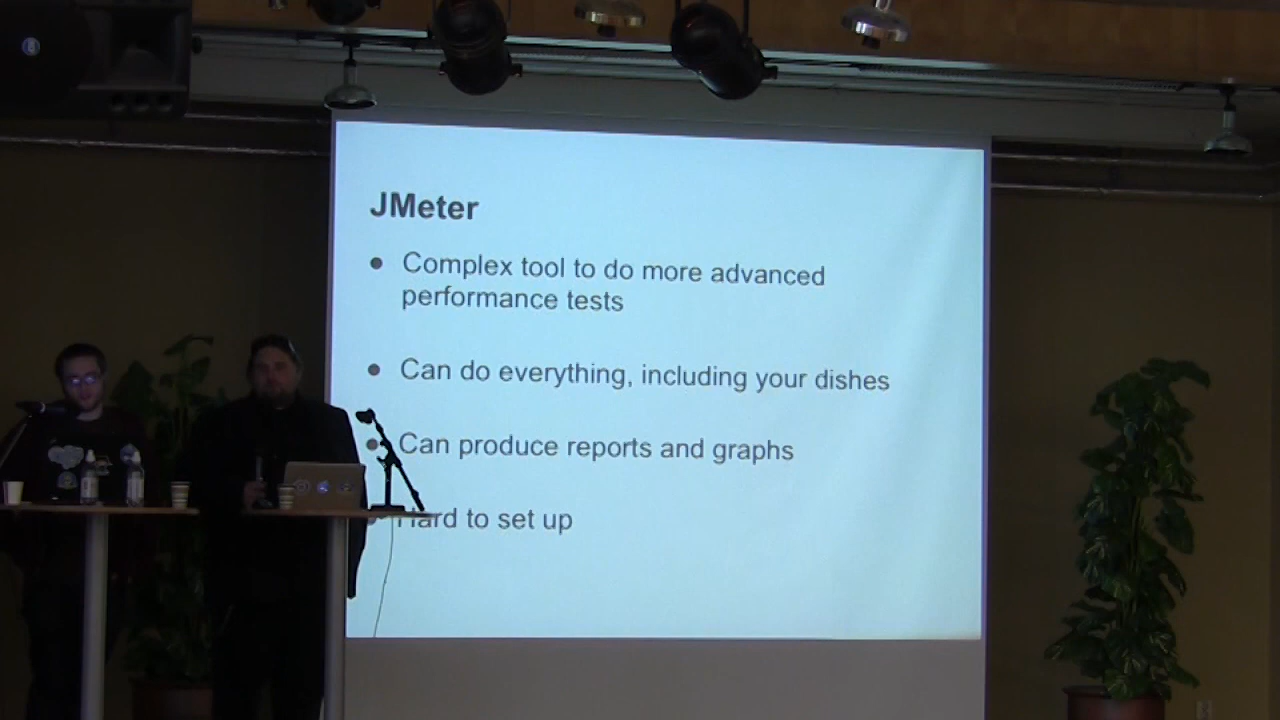 JMeter
● Complex tool to do more advanced
performance tests
● Can do everything, including your dishes
● Can produce reports and graphs
● Hard to set up